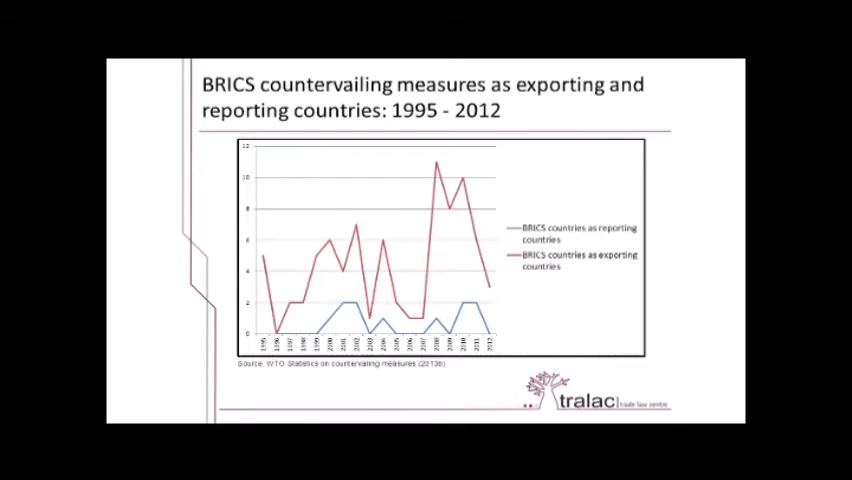 BRICS countervailing measures as exporting and
reporting countries: 1995 - 2012
12
10
8
6
4
2
0
1995 1996 1997 1998 1999 2000 2001 2002 2003 2004 2005 2006 2007 2008 2009 2010 2011 2012
BRICS countries as reporting
countries
BRICS countries as exporting
countries
Source: WTO Statistics on countervailing measures (2013b)
tralac | trade law centre